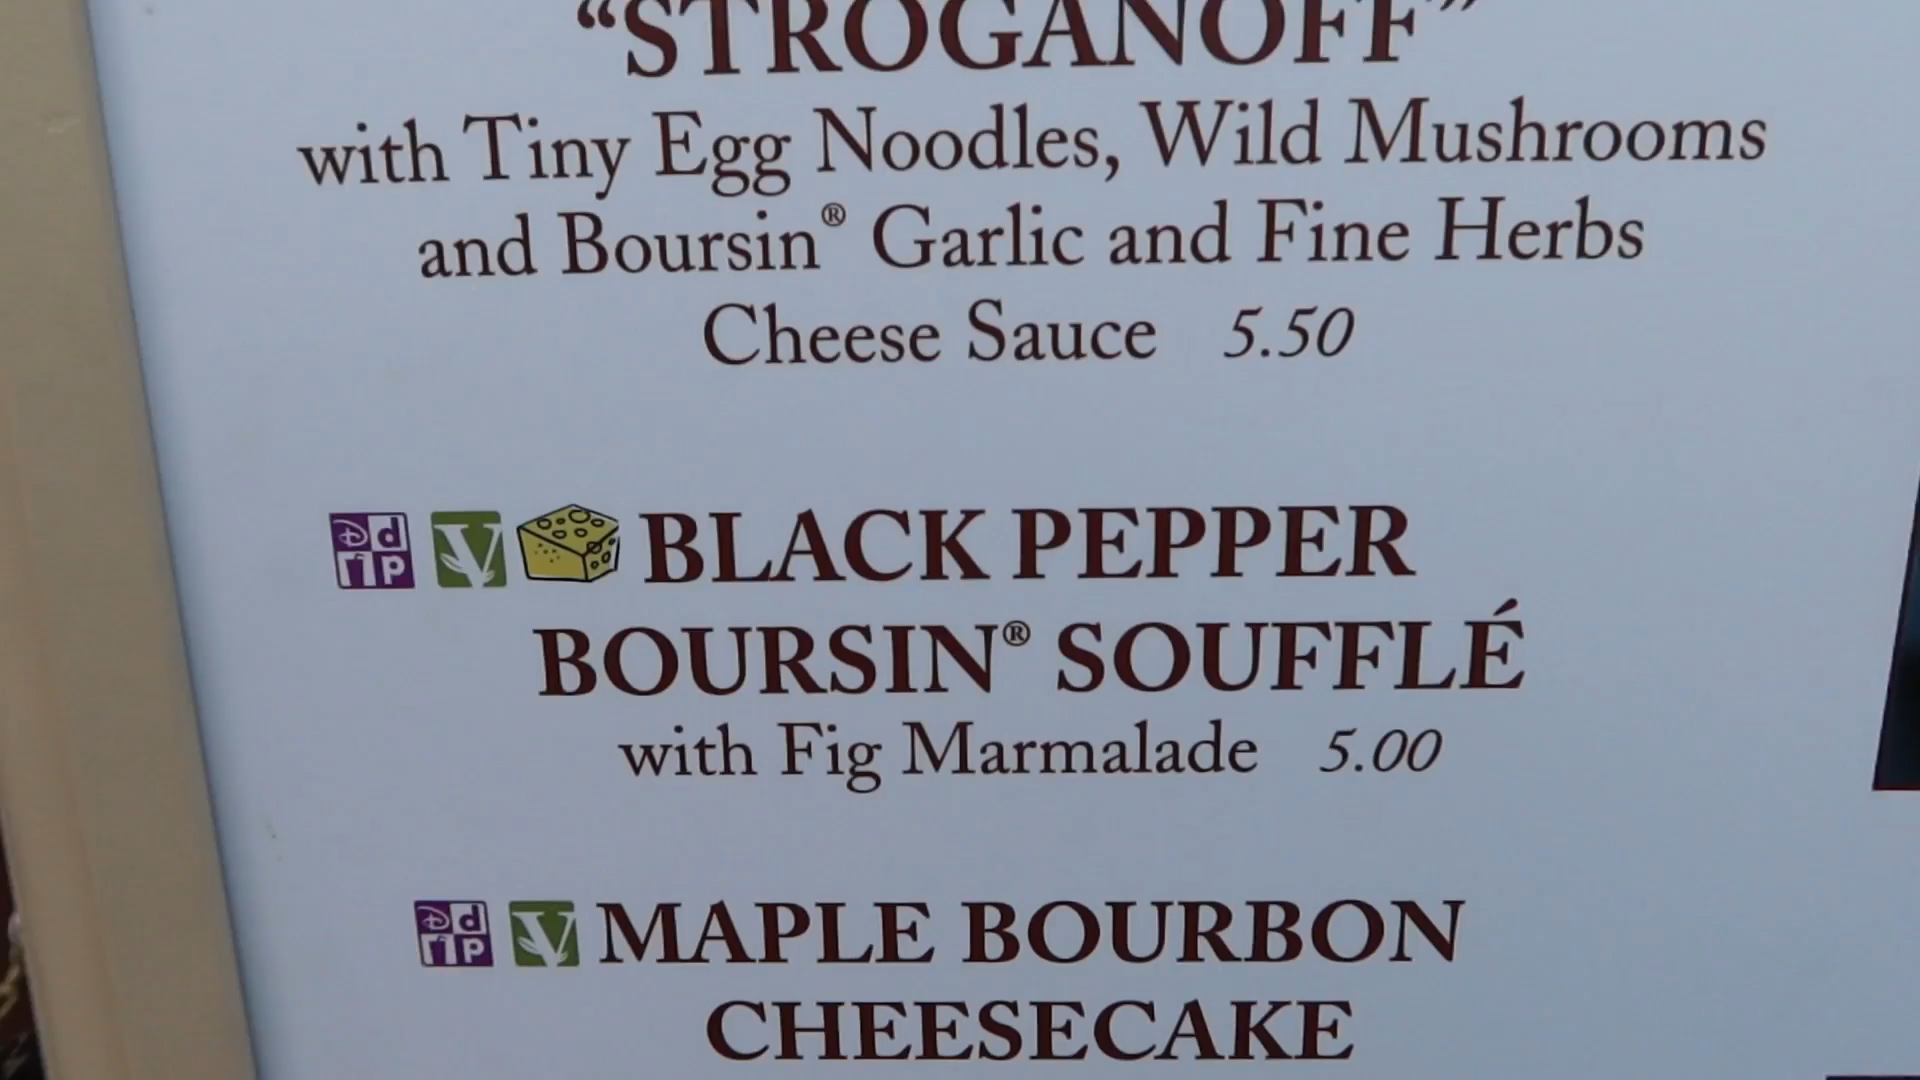 “STROGANOFF”
with Tiny Egg Noodles, Wild Mushrooms
and Boursin® Garlic and Fine Herbs
Cheese Sauce 5.50
D d
T P V BLACK PEPPER
BOURSIN® SOUFFLÉ
with Fig Marmalade 5.00
D d
T P V MAPLE BOURBON
CHEESECAKE